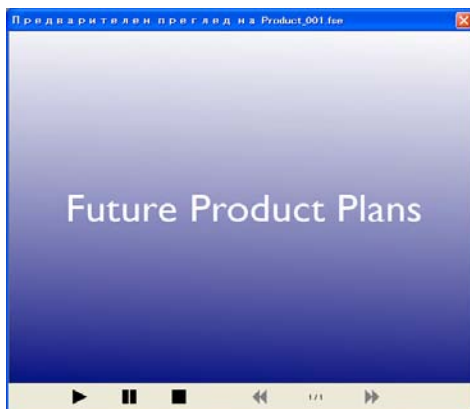 Предварителен преглед на Product_001.fse
Future Product Plans
1/1